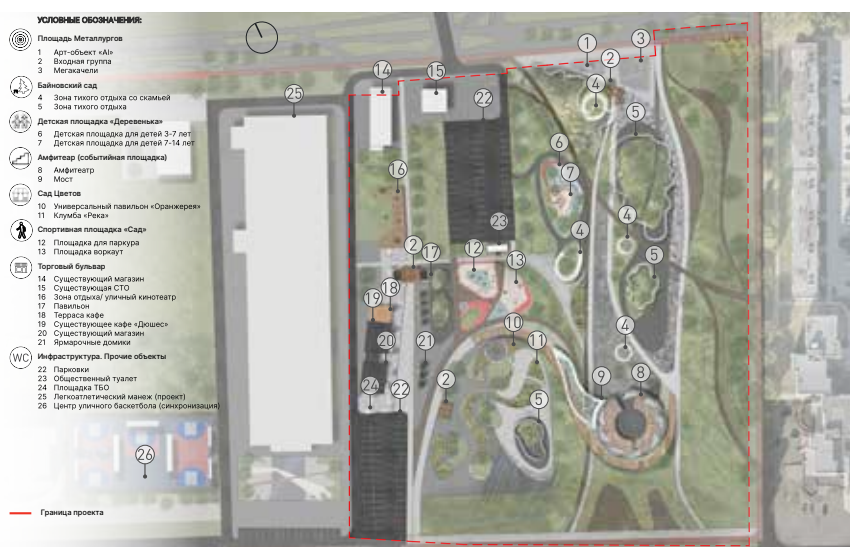 УСЛОВНЫЕ ОБОЗНАЧЕНИЯ:
Площадь Металлургов
1 Арт-объект «Al»
2 Входная группа
3 Мегакачели
Байновский сад
4 Зона тихого отдыха со скамьей
5 Зона тихого отдыха
Детская площадка «Деревенька»
6 Детская площадка для детей 3-7 лет
7 Детская площадка для детей 7-14 лет
Амфитеар (событийная площадка)
8 Амфитеатр
9 Мост
Сад Цветов
10 Универсальный павильон «Оранжерея»
11 Клумба «Река»
Спортивная площадка «Сад»
12 Площадка для паркура
13 Площадка воркаут
Торговый бульвар
14 Существующий магазин
15 Существующая СТО
16 Зона отдыха/ уличный кинотеатр
17 Павильон
18 Терраса кафе
19 Существующее кафе «Дюшес»
20 Существующий магазин
21 Ярмарочные домики
WC Инфраструктура. Прочие объекты
22 Парковки
23 Общественный туалет
24 Площадка ТБО
25 Легкоатлетический манеж (проект)
26 Центр уличного баскетбола (синхронизация)
Граница проекта
1
3
2
14
15
25
22
4
5
6
16
7
23
4
4
2
17
12
13
5
18
19
10
4
20
21
11
24
22
2
9
8
5
26